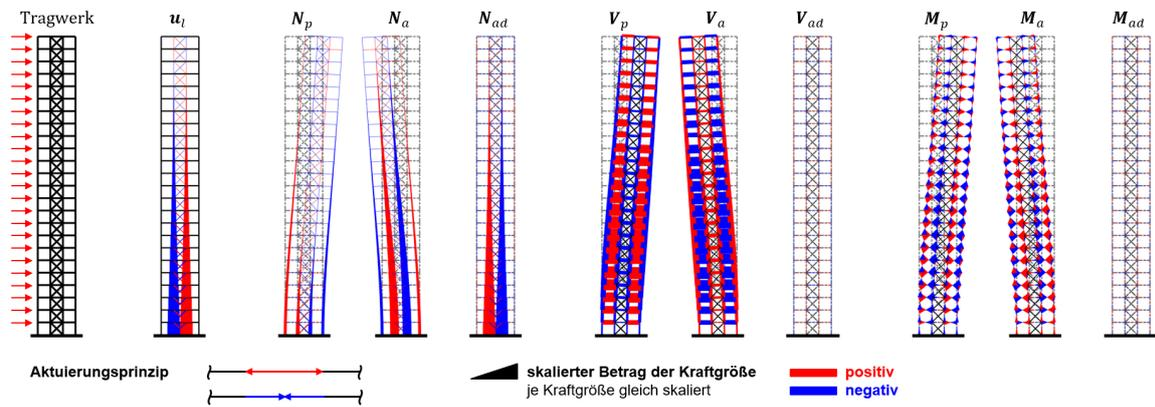 Tragwerk u_l N_p N_a N_ad V_p V_a V_ad M_p M_a M_ad
Aktuierungsprinzip
skalierter Betrag der Kraftgröße
je Kraftgröße gleich skaliert
positiv
negativ